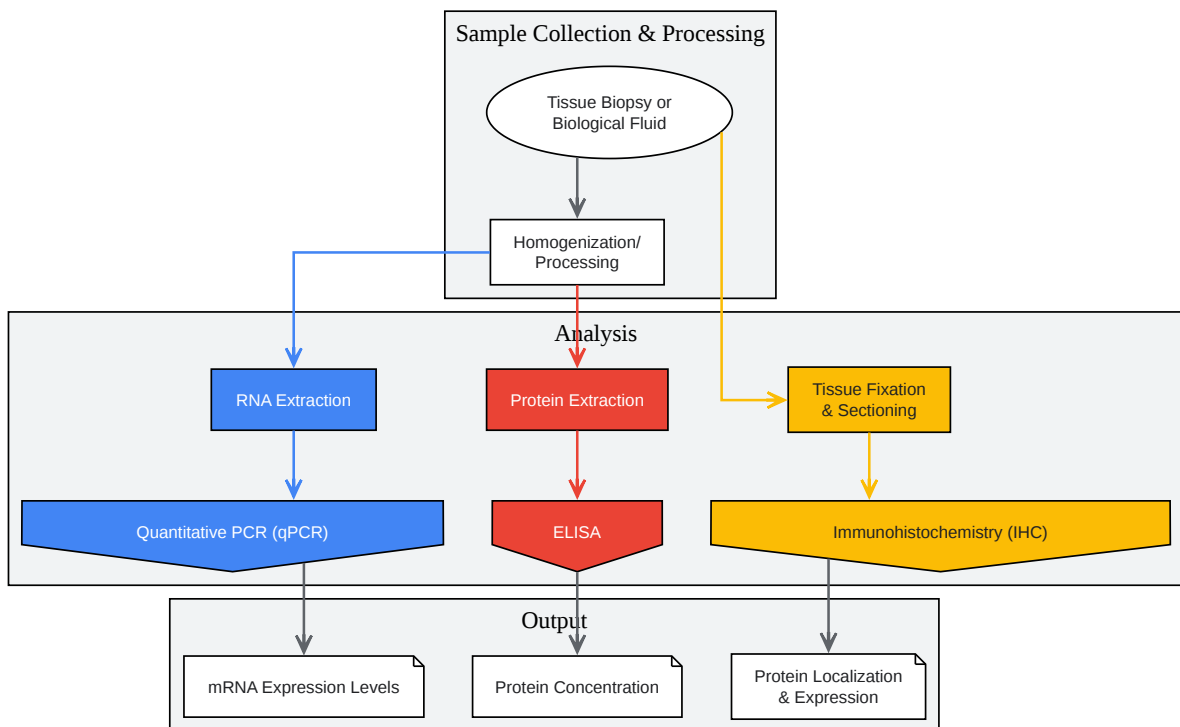 Sample Collection & Processing
Tissue Biopsy or
Biological Fluid
Homogenization/
Processing
Analysis
RNA Extraction
Protein Extraction
Tissue Fixation
& Sectioning
Quantitative PCR (qPCR)
ELISA
Immunohistochemistry (IHC)
Output
mRNA Expression Levels
Protein Concentration
Protein Localization
& Expression